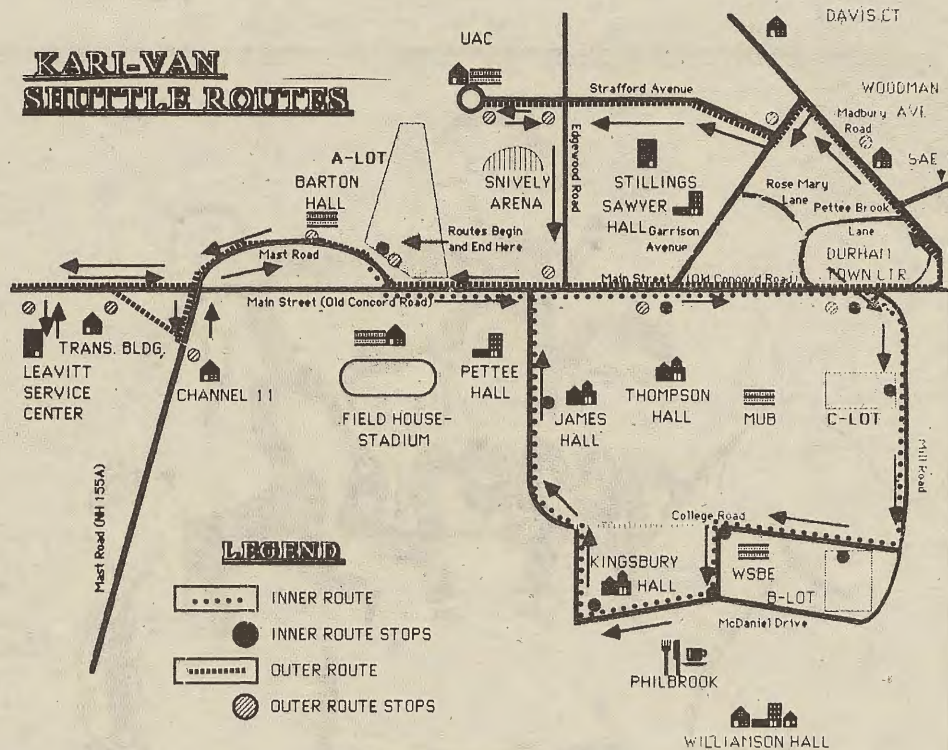 KARI-VAN
SHUTTLE ROUTES
UAC
DAVIS CT
WOODMAN
AVE
Madbury
Road
SAE
Strafford Avenue
Edgewood Road
A-LOT
BARTON
HALL
SNIVELY
ARENA
STILLINGS
SAWYER
HALL
Garrison
Avenue
Rose Mary
Lane
Pettee Brook
Lane
DURHAM
TOWN CTR.
Routes Begin
and End Here
Mast Road
Main Street (Old Concord Road)
Main Street (Old Concord Road)
TRANS. BLDG.
LEAVITT
SERVICE
CENTER
CHANNEL 11
FIELD HOUSE-
STADIUM
PETTEE
HALL
JAMES
HALL
THOMPSON
HALL
MUB
C-LOT
Mill Road
Mast Road (NH 155A)
College Road
KINGSBURY
HALL
WSBE
B-LOT
McDaniel Drive
PHILBROOK
WILLIAMSON HALL
LEGEND
INNER ROUTE
INNER ROUTE STOPS
OUTER ROUTE
OUTER ROUTE STOPS